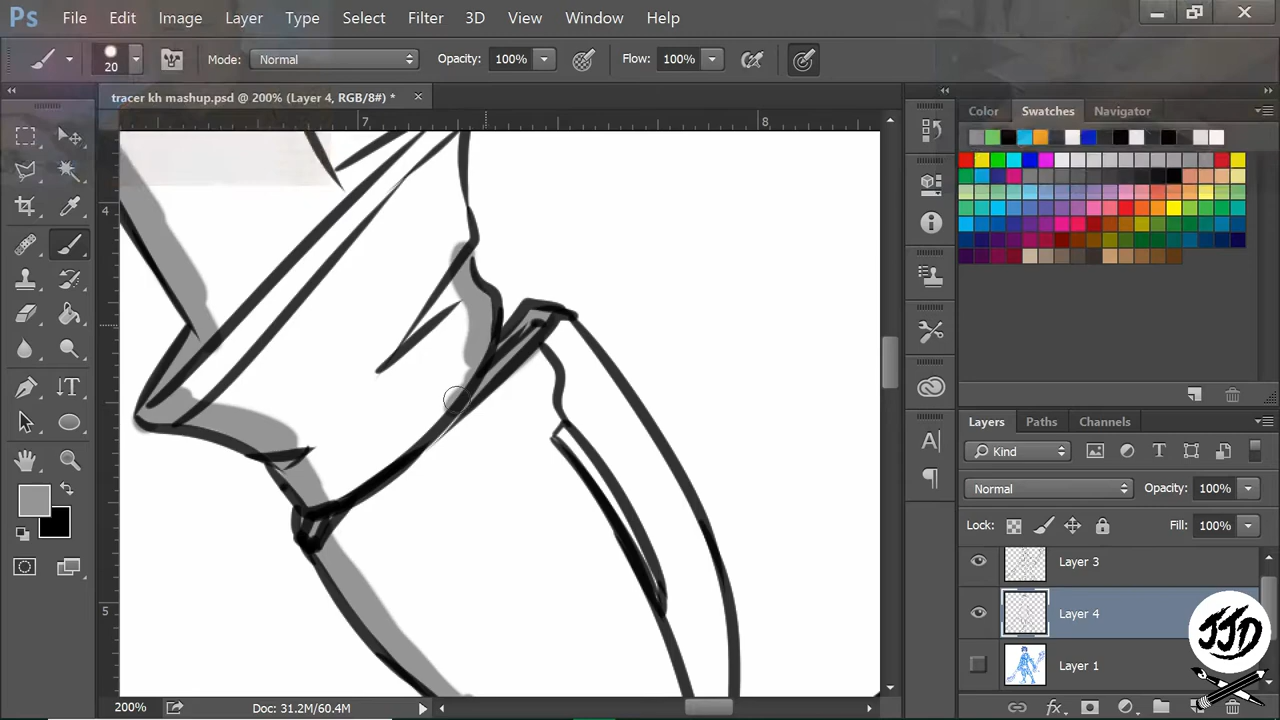 Ps File Edit Image Layer Type Select Filter 3D View Window Help
20 Mode: Normal Opacity: 100% Flow: 100%
tracer kh mashup.psd @ 200% (Layer 4, RGB/8#) *
7 8
4
5
Color Swatches Navigator
Layers Paths Channels
Kind
Normal Opacity: 100%
Lock: Fill: 100%
Layer 3
Layer 4
Layer 1
JJD
200% Doc: 31.2M/60.4M